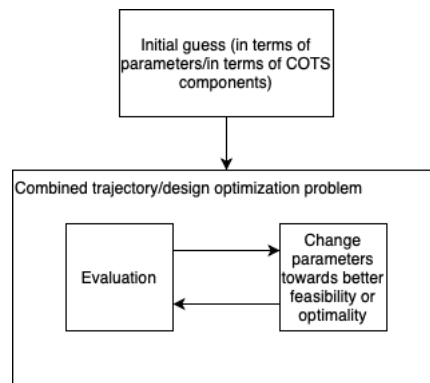 Initial guess (in terms of
parameters/in terms of COTS
components)
Combined trajectory/design optimization problem
Evaluation
Change
parameters
towards better
feasibility or
optimality